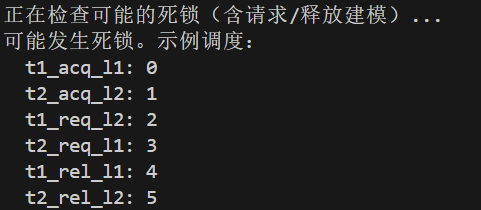 正在检查可能的死锁（含请求/释放建模）...
可能发生死锁。示例调度：
  t1_acq_l1: 0
  t2_acq_l2: 1
  t1_req_l2: 2
  t2_req_l1: 3
  t1_rel_l1: 4
  t2_rel_l2: 5